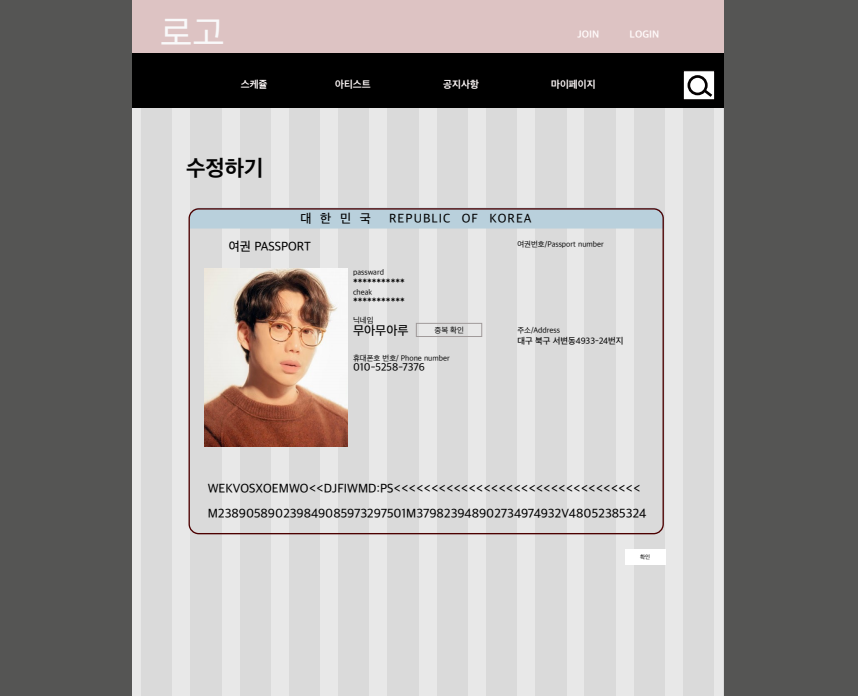 로고
JOIN LOGIN
스케쥴 아티스트 공지사항 마이페이지
수정하기
대 한 민 국 REPUBLIC OF KOREA
여권 PASSPORT
여권번호/Passport number
passward
***********
cheak
***********
닉네임
무아무아루 중복 확인
주소/Address
대구 북구 서변동4933-24번지
휴대폰호 번호/ Phone number
010-5258-7376
WEKVOSXOEMWO<<DJFIWMD:PS<<<<<<<<<<<<<<<<<<<<<<<<<<<<<<<<<
M238905890239849085973297501M379823948902734974932V48052385324
확인